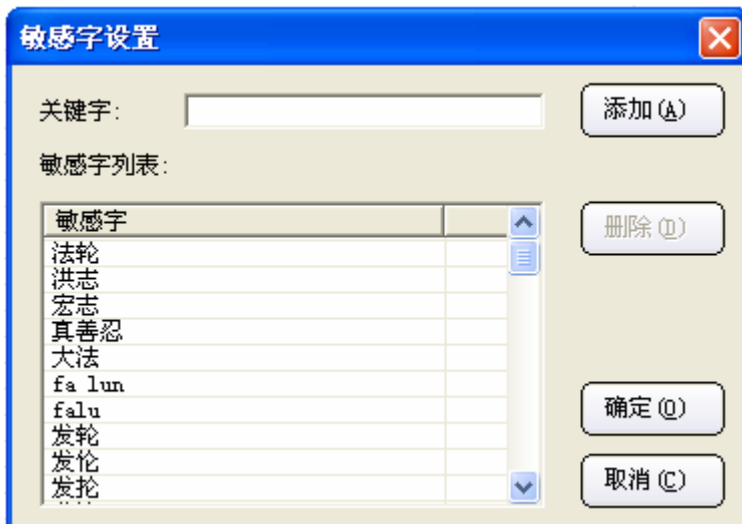 敏感字设置
关键字:
添加(A)
敏感字列表:
敏感字
删除(D)
法轮
洪志
宏志
真善忍
大法
fa lun
falu
发轮
发伦
发抡
确定(O)
取消(C)